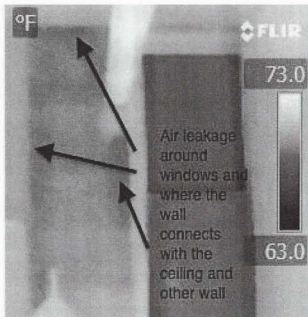 °F
FLIR
73.0
Air leakage
around
windows and
where the
wall
connects
with the
ceiling and
other wall
63.0